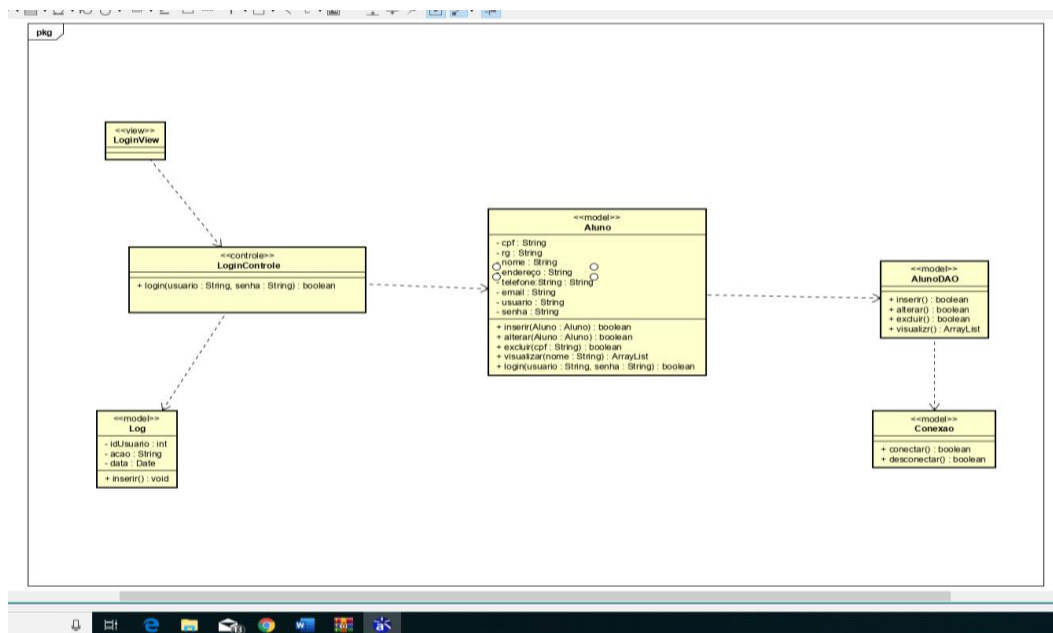 pkg
<<view>>
LoginView
<<controle>>
LoginControle
+ login(usuario : String, senha : String) : boolean
<<model>>
Log
- idUsuario : int
- acao : String
- data : Date
+ inserir() : void
<<model>>
Aluno
- cpf : String
- rg : String
- nome : String
- endereço : String
- telefone:String : String
- email : String
- usuario : String
- senha : String
+ inserir(Aluno : Aluno) : boolean
+ alterar(Aluno : Aluno) : boolean
+ excluir(cpf : String) : boolean
+ visualizar(nome : String) : ArrayList
+ login(usuario : String, senha : String) : boolean
<<model>>
AlunoDAO
+ inserir() : boolean
+ alterar() : boolean
+ excluir() : boolean
+ visualizr() : ArrayList
<<model>>
Conexao
+ conectar() : boolean
+ desconectar() : boolean